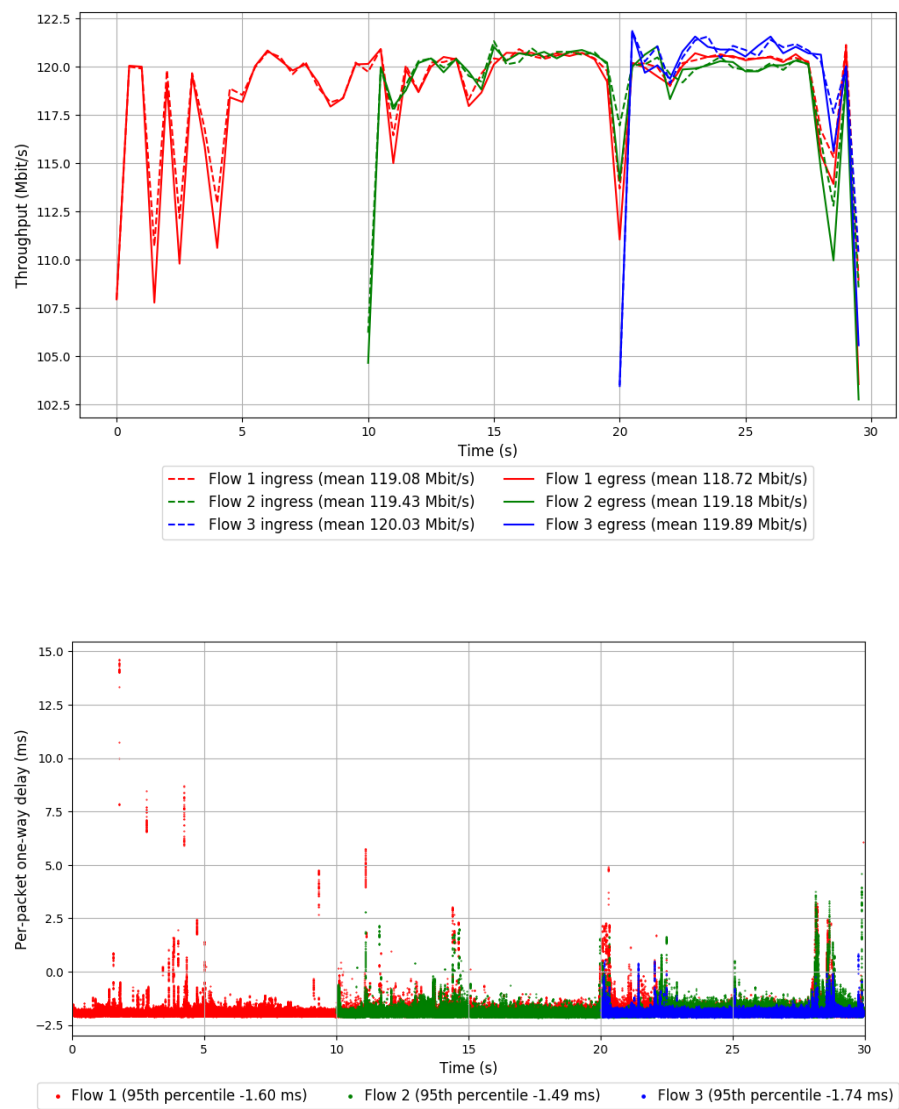 122.5
120.0
117.5
115.0
112.5
110.0
107.5
105.0
102.5
Throughput (Mbit/s)
0 5 10 15 20 25 30
Time (s)
Flow 1 ingress (mean 119.08 Mbit/s) Flow 1 egress (mean 118.72 Mbit/s)
Flow 2 ingress (mean 119.43 Mbit/s) Flow 2 egress (mean 119.18 Mbit/s)
Flow 3 ingress (mean 120.03 Mbit/s) Flow 3 egress (mean 119.89 Mbit/s)
15.0
12.5
10.0
7.5
5.0
2.5
0.0
−2.5
Per-packet one-way delay (ms)
0 5 10 15 20 25 30
Time (s)
Flow 1 (95th percentile -1.60 ms) Flow 2 (95th percentile -1.49 ms) Flow 3 (95th percentile -1.74 ms)